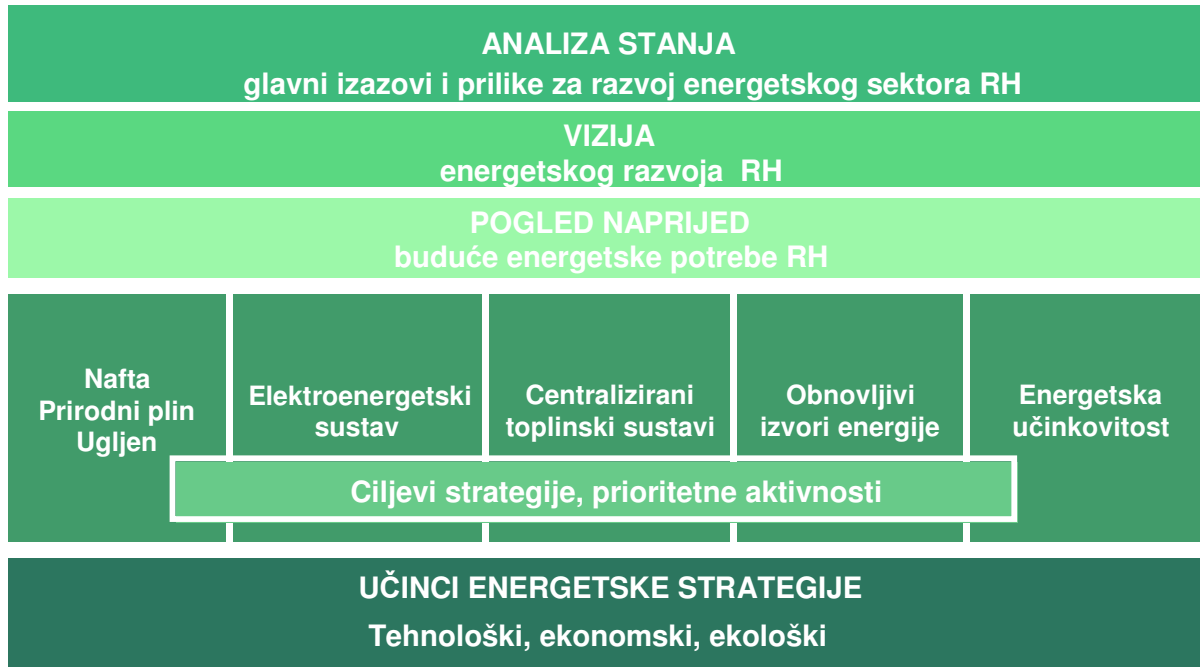 ANALIZA STANJA
glavni izazovi i prilike za razvoj energetskog sektora RH
VIZIJA
energetskog razvoja RH
POGLED NAPRIJED
buduće energetske potrebe RH
Nafta
Prirodni plin
Ugljen
Elektroenergetski
sustav
Centralizirani
toplinski sustavi
Obnovljivi
izvori energije
Energetska
učinkovitost
Ciljevi strategije, prioritetne aktivnosti
UČINCI ENERGETSKE STRATEGIJE
Tehnološki, ekonomski, ekološki